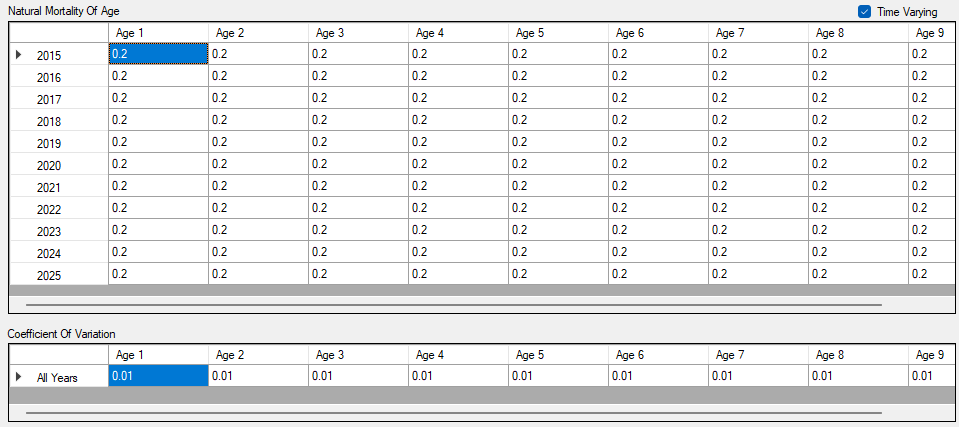 Natural Mortality Of Age Time Varying
Age 1 Age 2 Age 3 Age 4 Age 5 Age 6 Age 7 Age 8 Age 9
2015 0.2 0.2 0.2 0.2 0.2 0.2 0.2 0.2 0.2
2016 0.2 0.2 0.2 0.2 0.2 0.2 0.2 0.2 0.2
2017 0.2 0.2 0.2 0.2 0.2 0.2 0.2 0.2 0.2
2018 0.2 0.2 0.2 0.2 0.2 0.2 0.2 0.2 0.2
2019 0.2 0.2 0.2 0.2 0.2 0.2 0.2 0.2 0.2
2020 0.2 0.2 0.2 0.2 0.2 0.2 0.2 0.2 0.2
2021 0.2 0.2 0.2 0.2 0.2 0.2 0.2 0.2 0.2
2022 0.2 0.2 0.2 0.2 0.2 0.2 0.2 0.2 0.2
2023 0.2 0.2 0.2 0.2 0.2 0.2 0.2 0.2 0.2
2024 0.2 0.2 0.2 0.2 0.2 0.2 0.2 0.2 0.2
2025 0.2 0.2 0.2 0.2 0.2 0.2 0.2 0.2 0.2
Coefficient Of Variation
Age 1 Age 2 Age 3 Age 4 Age 5 Age 6 Age 7 Age 8 Age 9
All Years 0.01 0.01 0.01 0.01 0.01 0.01 0.01 0.01 0.01